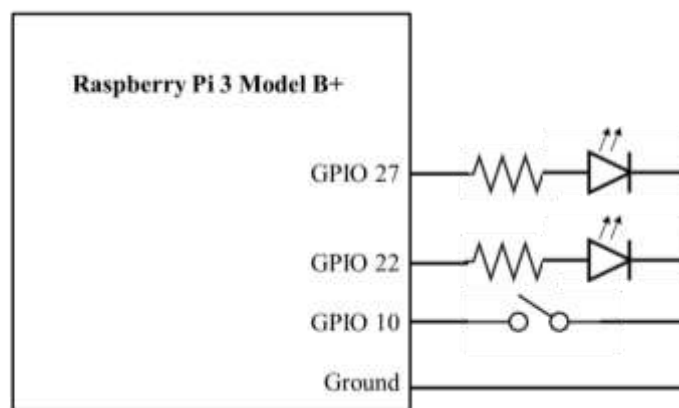 Raspberry Pi 3 Model B+
GPIO 27
GPIO 22
GPIO 10
Ground